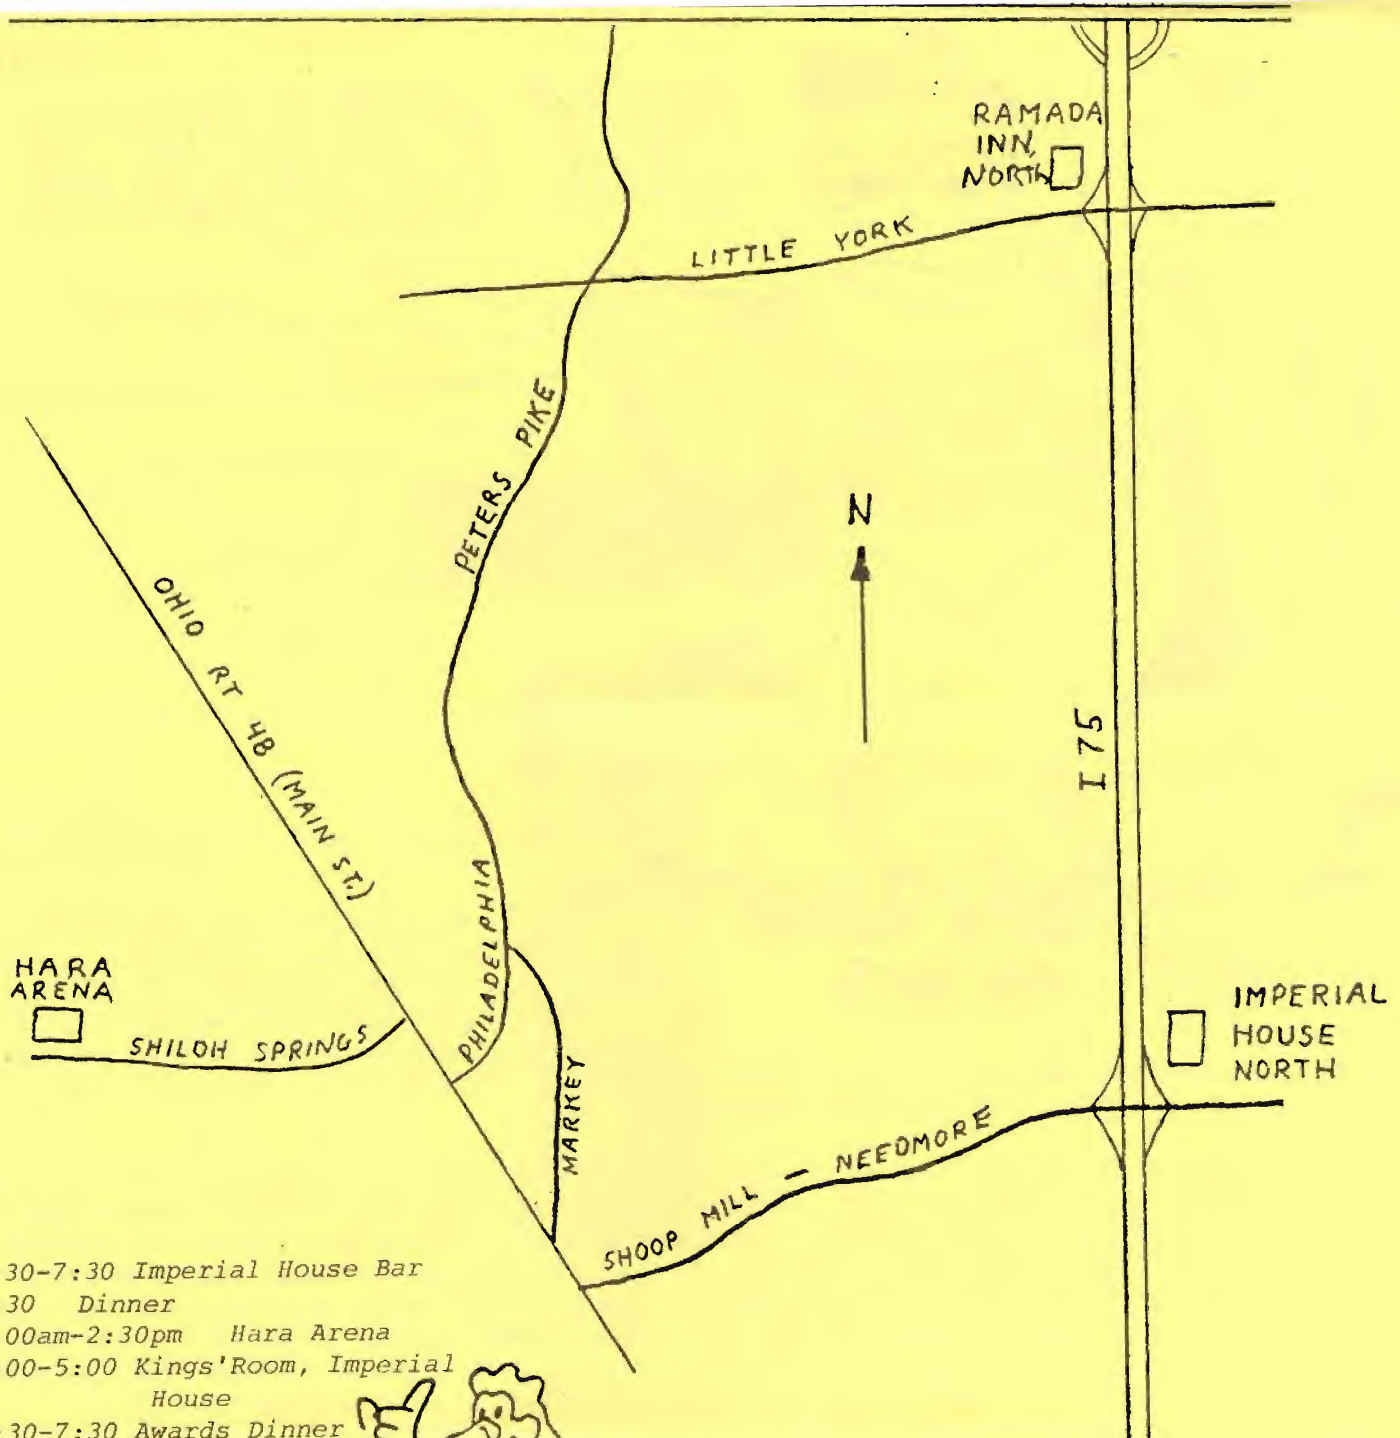 RAMADA
INN,
NORTH
LITTLE YORK
PETERS PIKE
N
OHIO RT 48 (MAIN ST.)
I 75
PHILADELPHIA
HARA
ARENA
SHILOH SPRINGS
IMPERIAL
HOUSE
NORTH
MARKEY
SHOOP MILL - NEEDMORE
30-7:30 Imperial House Bar
30 Dinner
00am-2:30pm Hara Arena
00-5:00 Kings'Room, Imperial
House
30-7:30 Awards Dinner